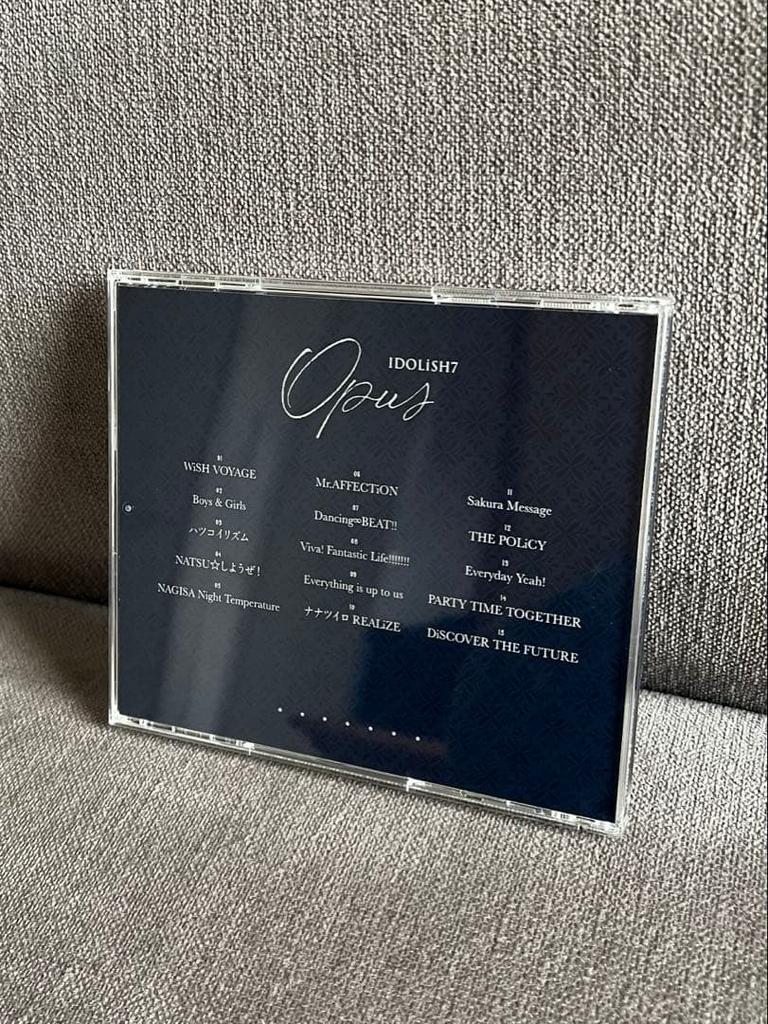 IDOLiSH7
Opus
01
WiSH VOYAGE
02
Boys & Girls
03
ハツコイリズム
04
NATSU☆しようぜ!
05
NAGISA Night Temperature
06
Mr.AFFECTiON
07
Dancing∞BEAT!!
08
Viva! Fantastic Life!!!!!!!
09
Everything is up to us
10
ナナツイロ REALiZE
11
Sakura Message
12
THE POLiCY
13
Everyday Yeah!
14
PARTY TIME TOGETHER
15
DiSCOVER THE FUTURE